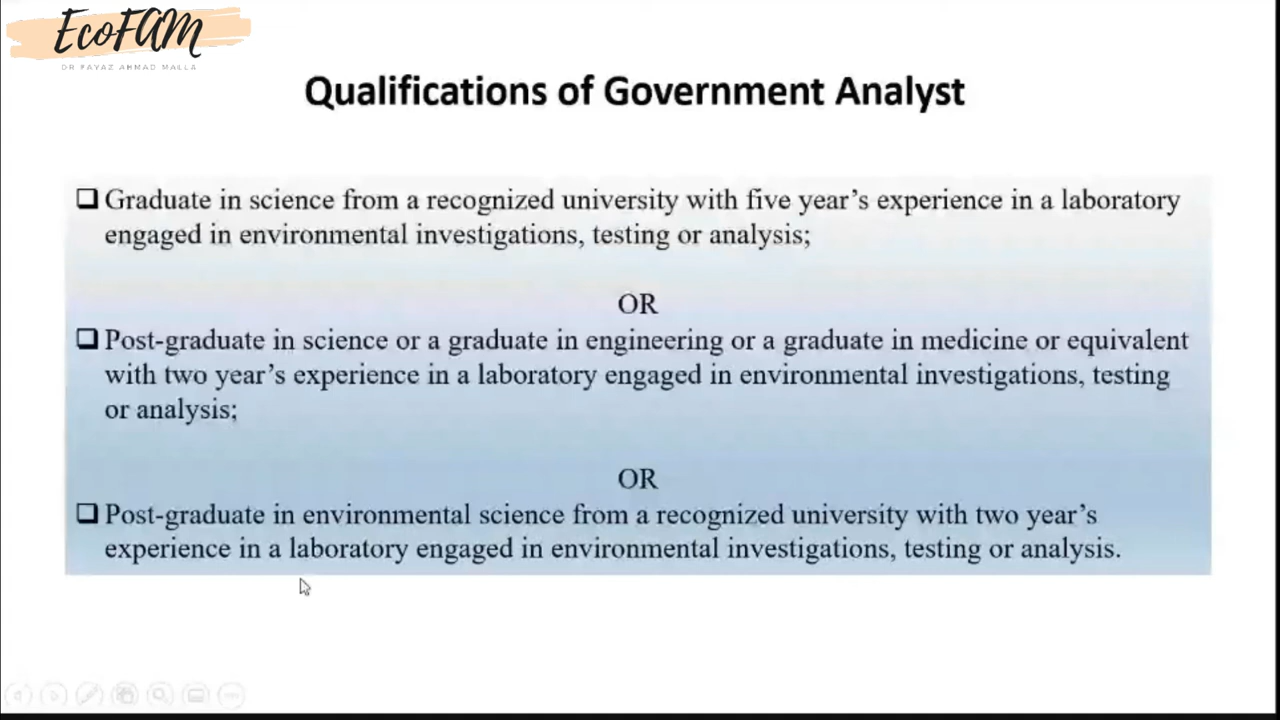 EcoFAM
DR FAYAZ AHMAD MALLA
Qualifications of Government Analyst
❑ Graduate in science from a recognized university with five year’s experience in a laboratory
engaged in environmental investigations, testing or analysis;
OR
❑ Post-graduate in science or a graduate in engineering or a graduate in medicine or equivalent
with two year’s experience in a laboratory engaged in environmental investigations, testing
or analysis;
OR
❑ Post-graduate in environmental science from a recognized university with two year’s
experience in a laboratory engaged in environmental investigations, testing or analysis.